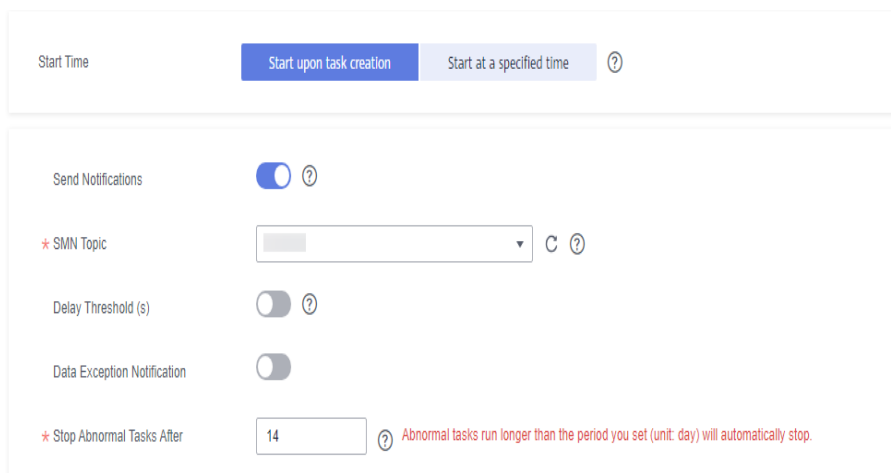 Start Time Start upon task creation Start at a specified time ?
Send Notifications ?
* SMN Topic ?
Delay Threshold (s) ?
Data Exception Notification
* Stop Abnormal Tasks After 14 ? Abnormal tasks run longer than the period you set (unit: day) will automatically stop.